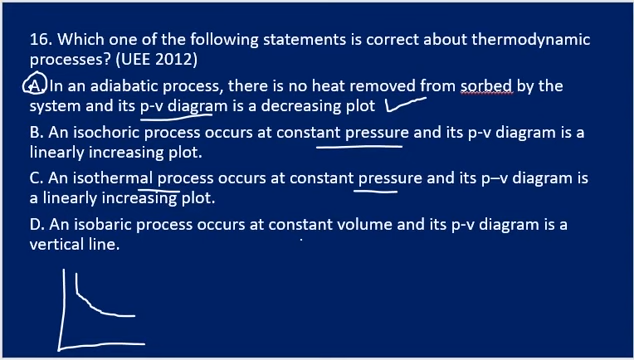 16. Which one of the following statements is correct about thermodynamic
processes? (UEE 2012)
A. In an adiabatic process, there is no heat removed from sorbed by the
system and its p-v diagram is a decreasing plot
B. An isochoric process occurs at constant pressure and its p-v diagram is a
linearly increasing plot.
C. An isothermal process occurs at constant pressure and its p–v diagram is
a linearly increasing plot.
D. An isobaric process occurs at constant volume and its p-v diagram is a
vertical line.